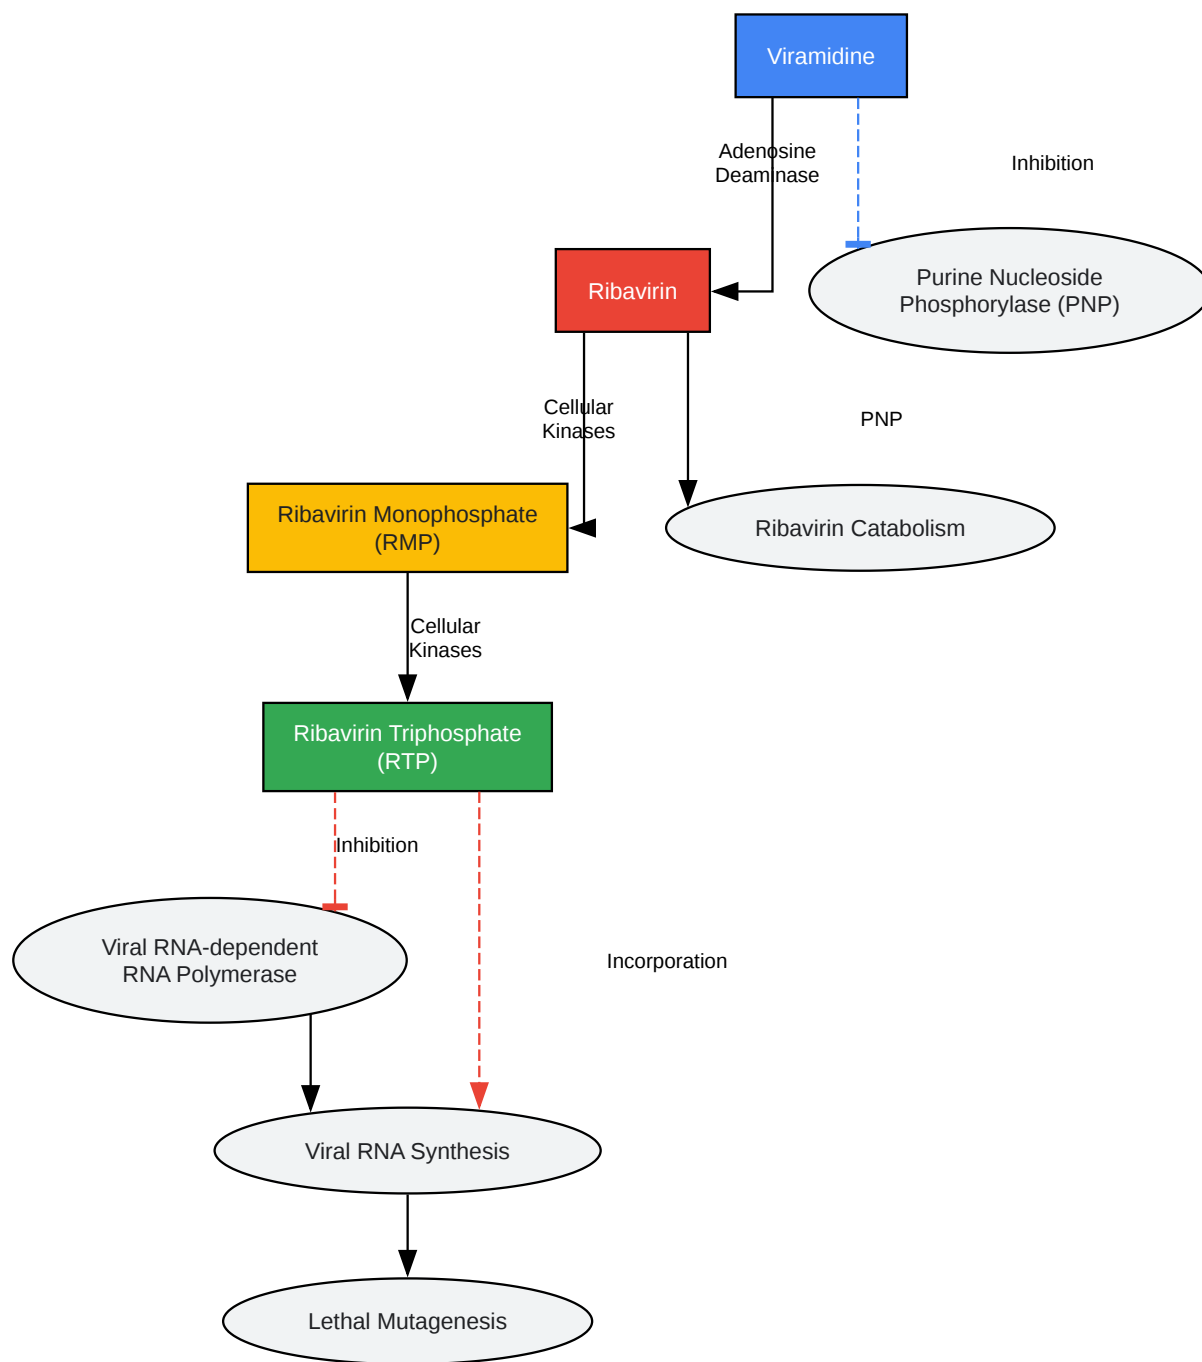 Viramidine
Adenosine
Deaminase
Inhibition
Purine Nucleoside
Phosphorylase (PNP)
Ribavirin
Cellular
Kinases
PNP
Ribavirin Monophosphate
(RMP)
Ribavirin Catabolism
Cellular
Kinases
Ribavirin Triphosphate
(RTP)
Inhibition
Viral RNA-dependent
RNA Polymerase
Incorporation
Viral RNA Synthesis
Lethal Mutagenesis